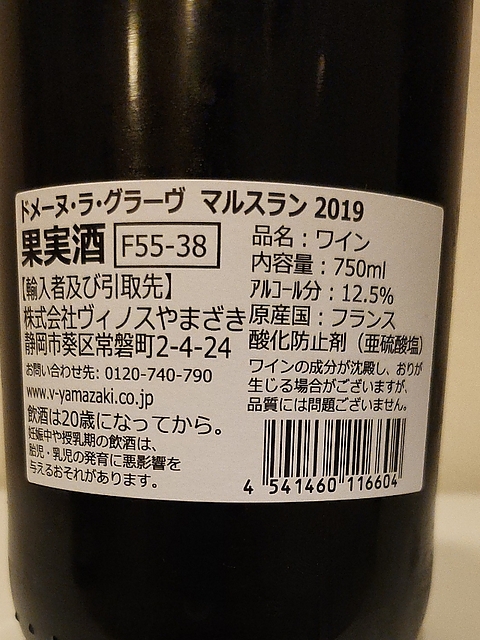 ドメーヌ・ラ・グラーヴ マルスラン 2019
果実酒 F55-38
【輸入者及び引取先】
株式会社ヴィノスやまざき
静岡市葵区常磐町2-4-24
お問い合わせ先: 0120-740-790
www.v-yamazaki.co.jp
飲酒は20歳になってから。
妊娠中や授乳期の飲酒は、
胎児・乳児の発育に悪影響を
与えるおそれがあります。
品名：ワイン
内容量：750ml
アルコール分：12.5%
原産国：フランス
酸化防止剤（亜硫酸塩）
ワインの成分が沈殿し、おりが
生じる場合がございますが、
品質には問題ございません。
4 541460 116604